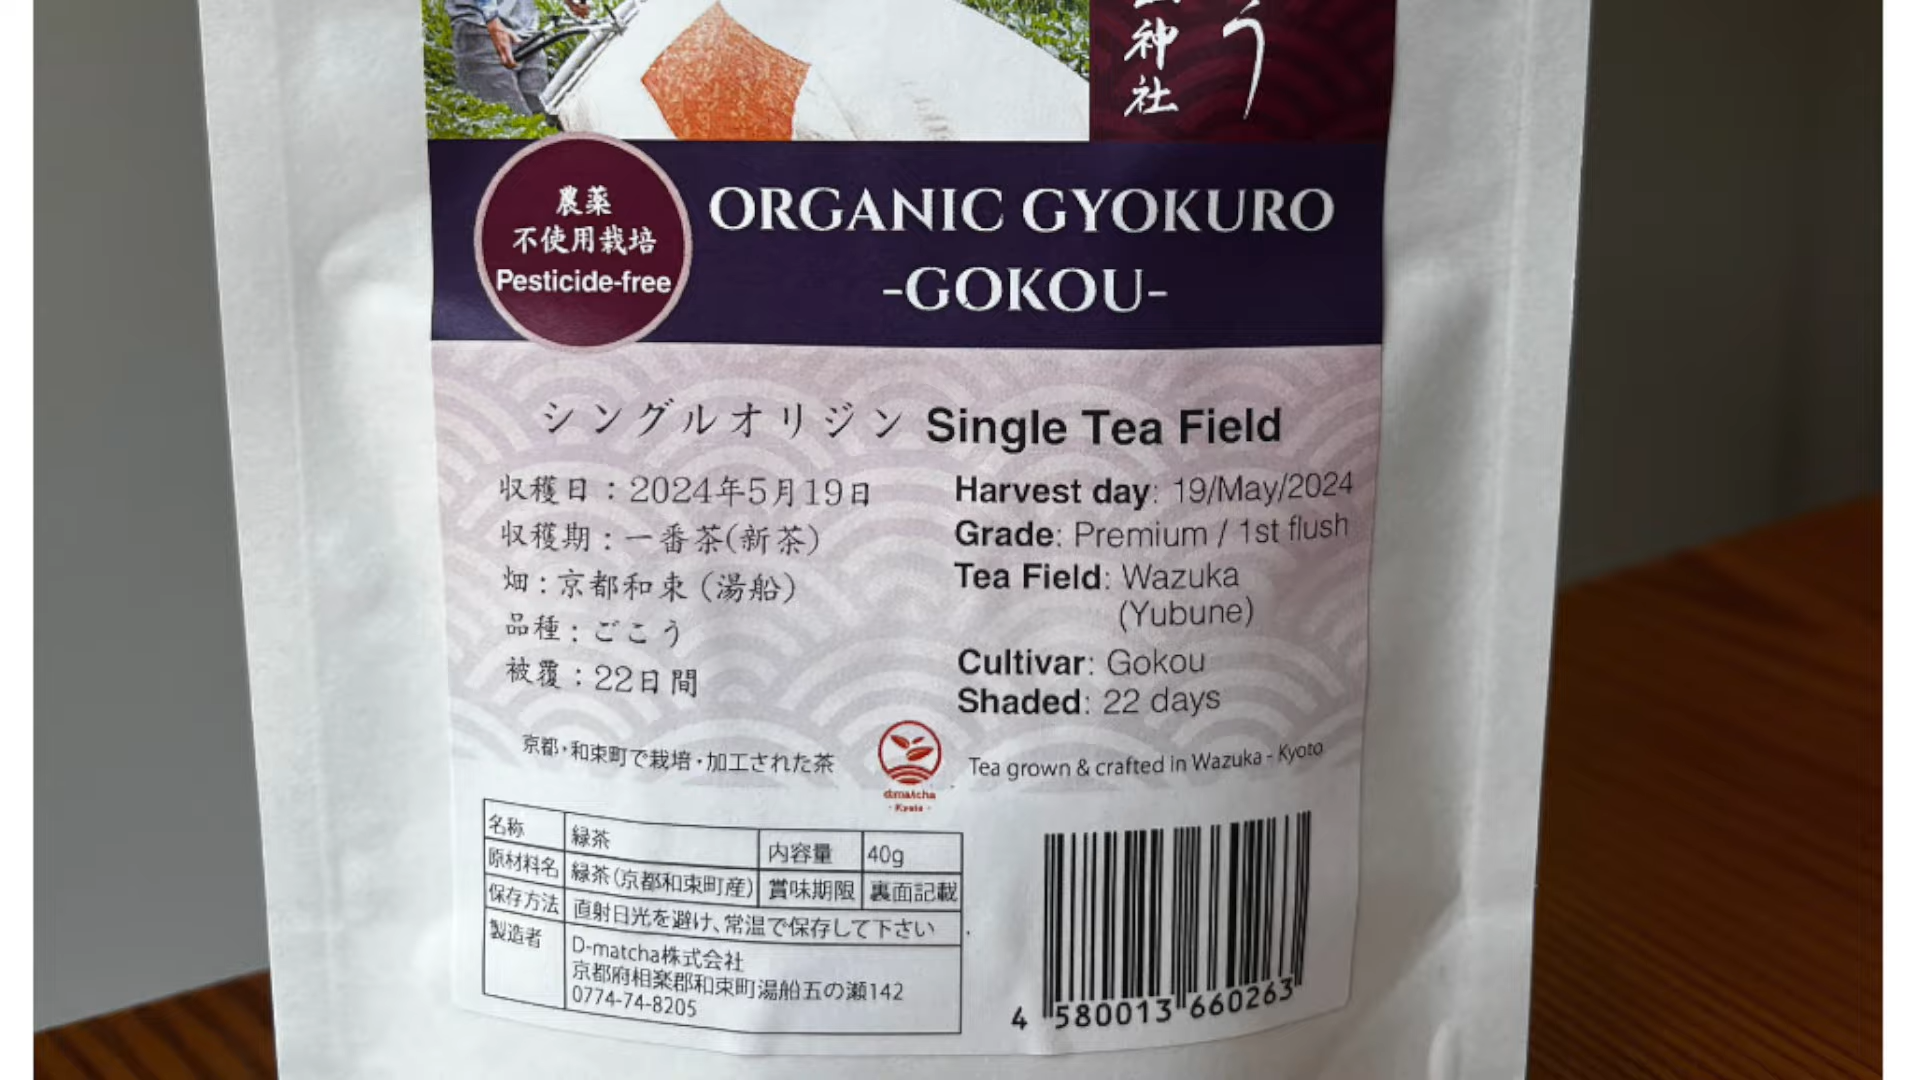 神社
う
農薬
不使用栽培
Pesticide-free
ORGANIC GYOKURO
-GOKOU-
シングルオリジン Single Tea Field
収穫日：2024年5月19日
収穫期：一番茶(新茶)
畑：京都和束（湯船）
品種：ごこう
被覆：22日間
Harvest day: 19/May/2024
Grade: Premium / 1st flush
Tea Field: Wazuka
(Yubune)
Cultivar: Gokou
Shaded: 22 days
京都・和束町で栽培・加工された茶
d:matcha
- Kyoto -
Tea grown & crafted in Wazuka - Kyoto
名称 緑茶 内容量 40g
原材料名 緑茶（京都和束町産） 賞味期限 裏面記載
保存方法 直射日光を避け、常温で保存して下さい
製造者 D-matcha株式会社
京都府相楽郡和束町湯船五の瀬142
0774-74-8205
4 580013 660263